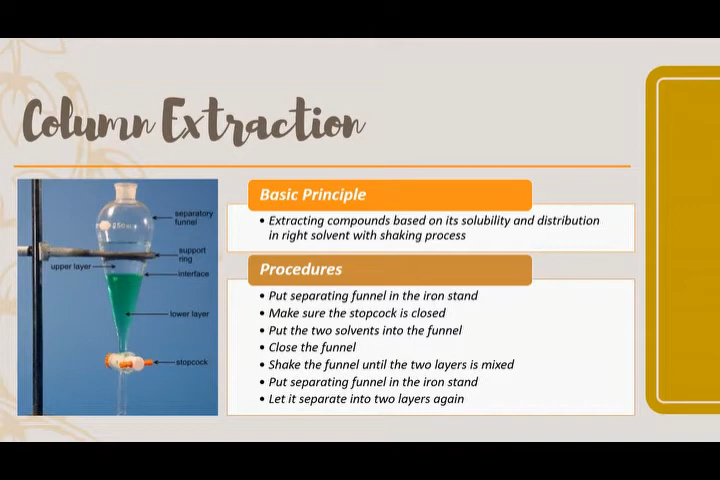 Column Extraction
Basic Principle
• Extracting compounds based on its solubility and distribution
in right solvent with shaking process
Procedures
• Put separating funnel in the iron stand
• Make sure the stopcock is closed
• Put the two solvents into the funnel
• Close the funnel
• Shake the funnel until the two layers is mixed
• Put separating funnel in the iron stand
• Let it separate into two layers again
separatory
funnel
support
ring
upper layer
interface
lower layer
stopcock